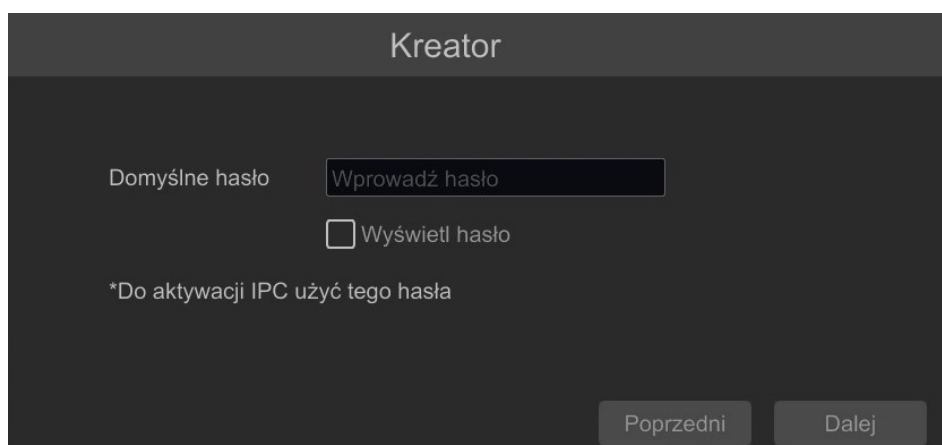 Kreator
Domyślne hasło
Wprowadź hasło
Wyświetl hasło
*Do aktywacji IPC użyć tego hasła
Poprzedni
Dalej